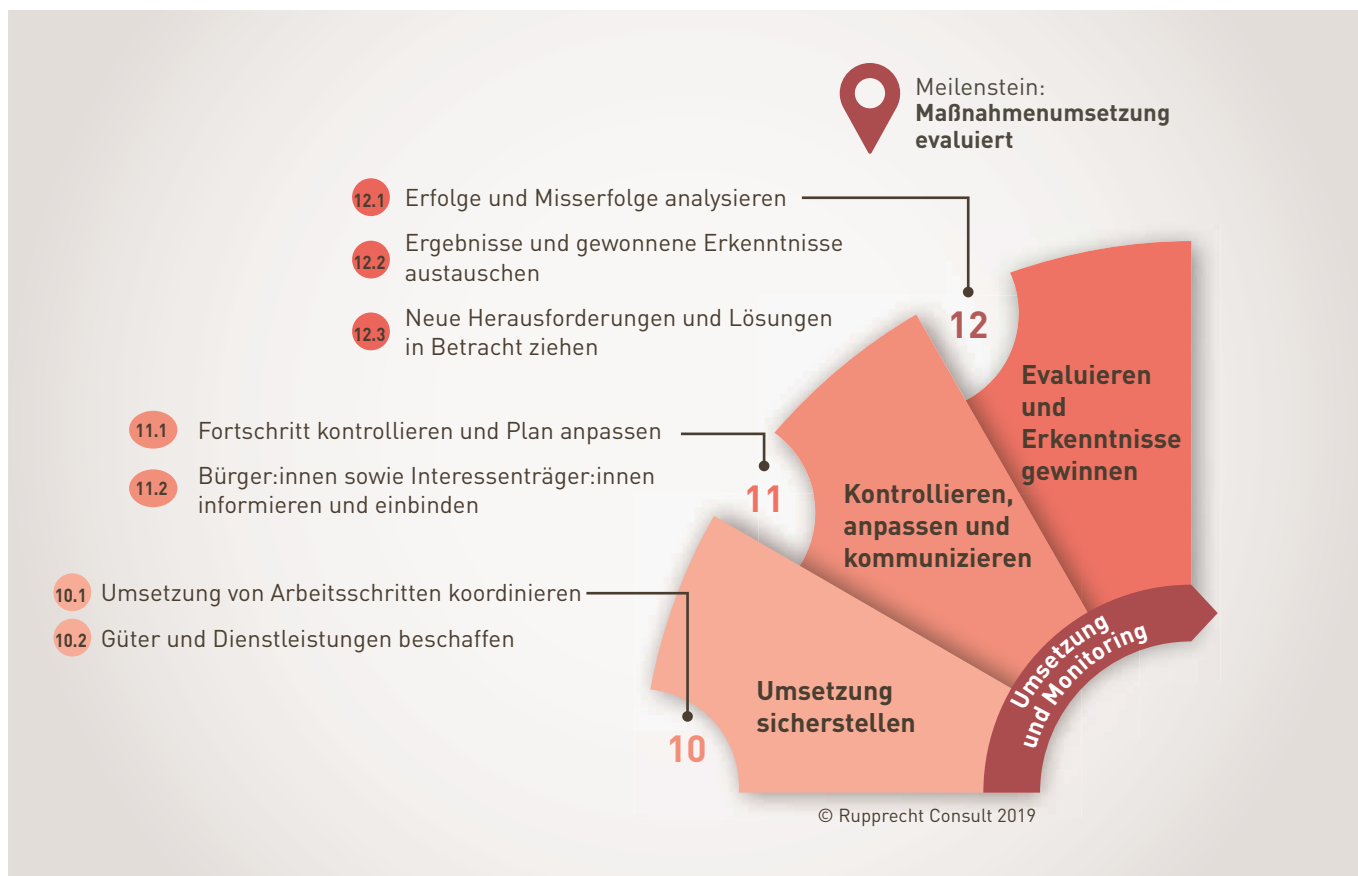 Meilenstein:
Maßnahmenumsetzung
evaluiert
12.1 Erfolge und Misserfolge analysieren
12.2 Ergebnisse und gewonnene Erkenntnisse
austauschen
12.3 Neue Herausforderungen und Lösungen
in Betracht ziehen
12
Evaluieren
und
Erkenntnisse
gewinnen
11.1 Fortschritt kontrollieren und Plan anpassen
11.2 Bürger:innen sowie Interessenträger:innen
informieren und einbinden
11
Kontrollieren,
anpassen und
kommunizieren
10.1 Umsetzung von Arbeitsschritten koordinieren
10.2 Güter und Dienstleistungen beschaffen
10
Umsetzung
sicherstellen
Umsetzung
und Monitoring
© Rupprecht Consult 2019